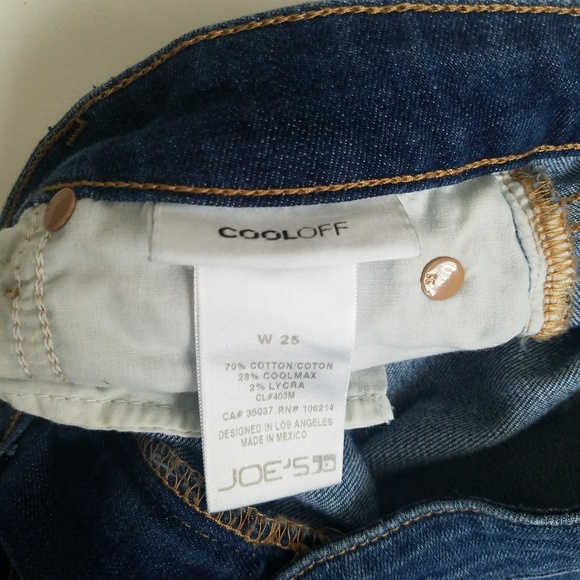 COOLOFF
W 25
70% COTTON/COTON
28% COOLMAX
2% LYCRA
CL#403M
CA# 35037 RN# 106214
DESIGNED IN LOS ANGELES
MADE IN MEXICO
JOE'S